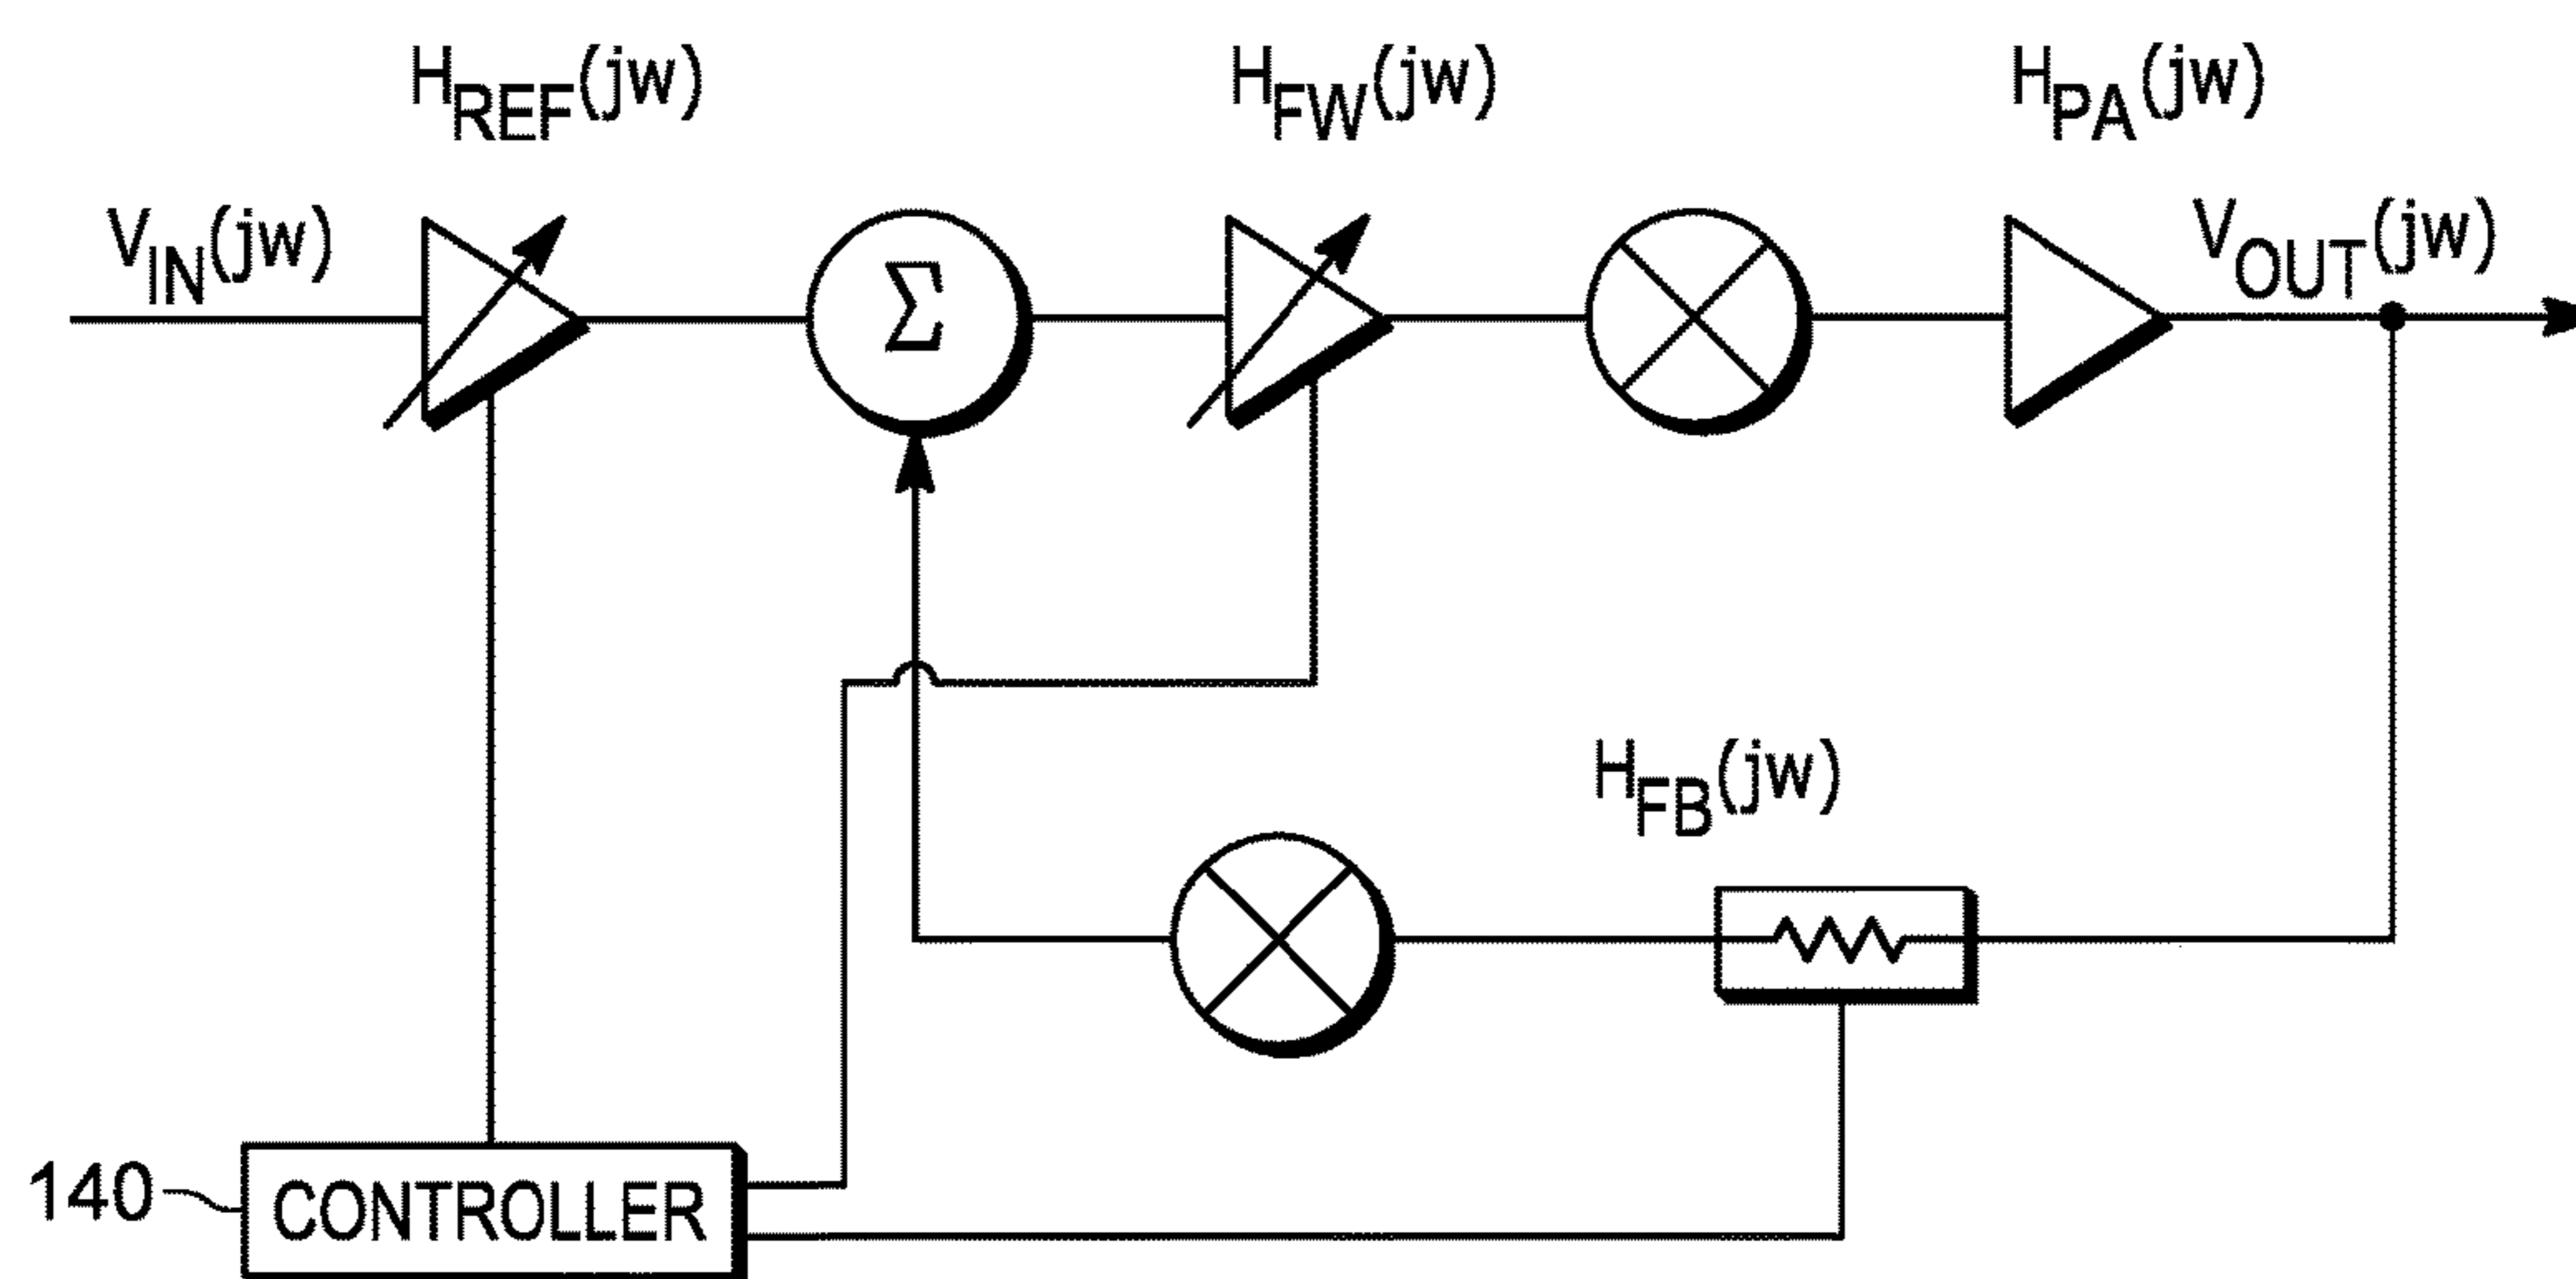 H_REF(jw)
H_FW(jw)
H_PA(jw)
V_IN(jw)
V_OUT(jw)
Σ
H_FB(jw)
140
CONTROLLER